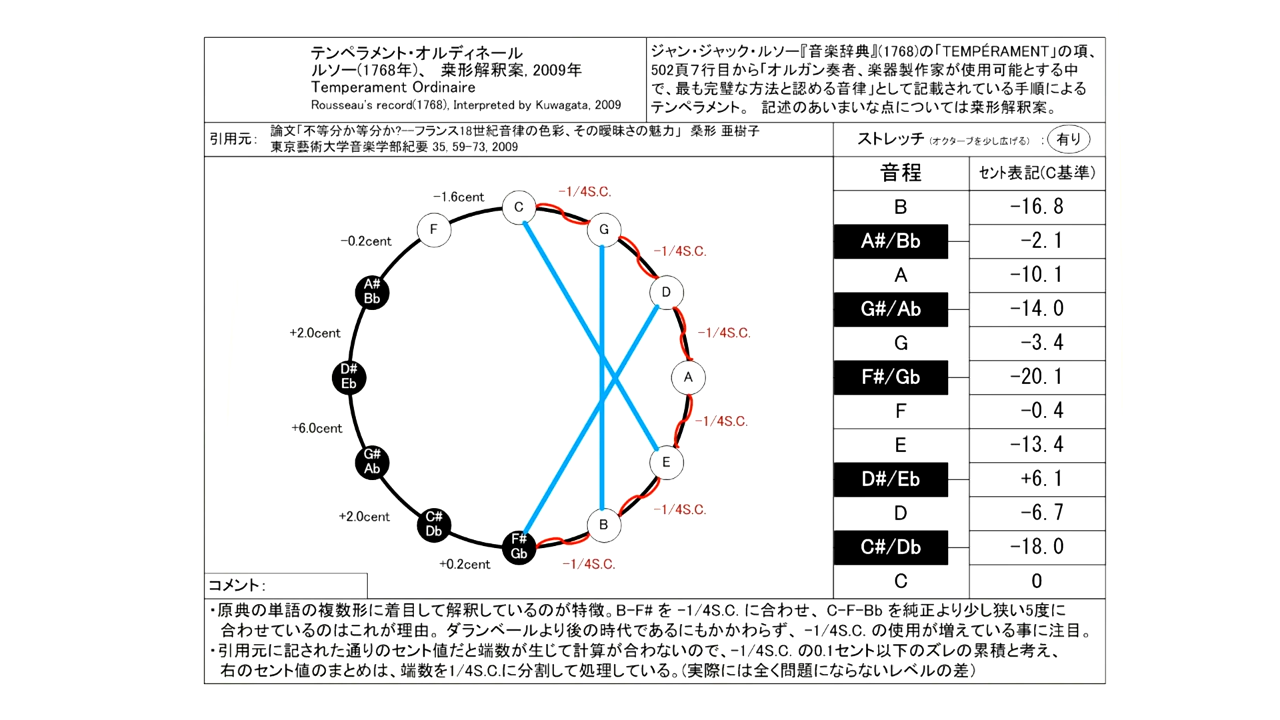 テンペラメント・オルディネール
ルソー(1768年)、 桒形解釈案, 2009年
Temperament Ordinaire
Rousseau's record(1768), Interpreted by Kuwagata, 2009
ジャン・ジャック・ルソー『音楽辞典』(1768)の「TEMPÉRAMENT」の項、
502頁7行目から「オルガン奏者、楽器製作家が使用可能とする中
で、最も完璧な方法と認める音律」として記載されている手順による
テンペラメント。 記述のあいまいな点については桒形解釈案。
引用元:
論文「不等分か等分か?--フランス18世紀音律の色彩、その曖昧さの魅力」 桑形 亜樹子
東京藝術大学音楽学部紀要 35, 59-73, 2009
ストレッチ (オクターブを少し広げる) : 有り
音程
セント表記(C基準)
B -16.8
A#/Bb -2.1
A -10.1
G#/Ab -14.0
G -3.4
F#/Gb -20.1
F -0.4
E -13.4
D#/Eb +6.1
D -6.7
C#/Db -18.0
C 0
C
-1/4S.C.
G
-1/4S.C.
D
-1/4S.C.
A
-1/4S.C.
E
-1/4S.C.
B
-1/4S.C.
F#
Gb
+0.2cent
C#
Db
+2.0cent
G#
Ab
+6.0cent
D#
Eb
+2.0cent
A#
Bb
-0.2cent
F
-1.6cent
コメント:
・原典の単語の複数形に着目して解釈しているのが特徴。B-F# を -1/4S.C. に合わせ、 C-F-Bb を純正より少し狭い5度に
合わせているのはこれが理由。 ダランベールより後の時代であるにもかかわらず、 -1/4S.C. の使用が増えている事に注目。
・引用元に記された通りのセント値だと端数が生じて計算が合わないので、-1/4S.C. の0.1セント以下のズレの累積と考え、
右のセント値のまとめは、端数を1/4S.C.に分割して処理している。(実際には全く問題にならないレベルの差)